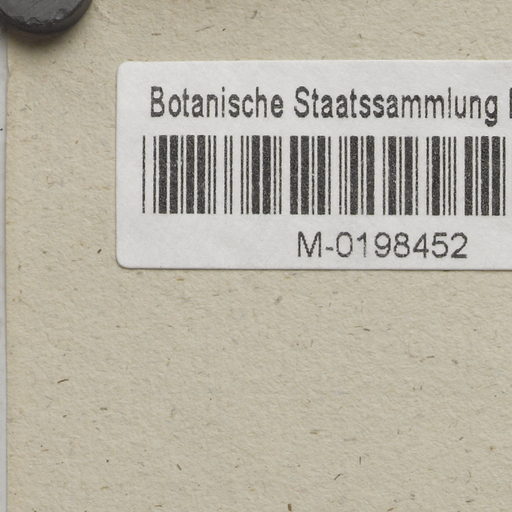 Botanische Staatssammlung
M-0198452